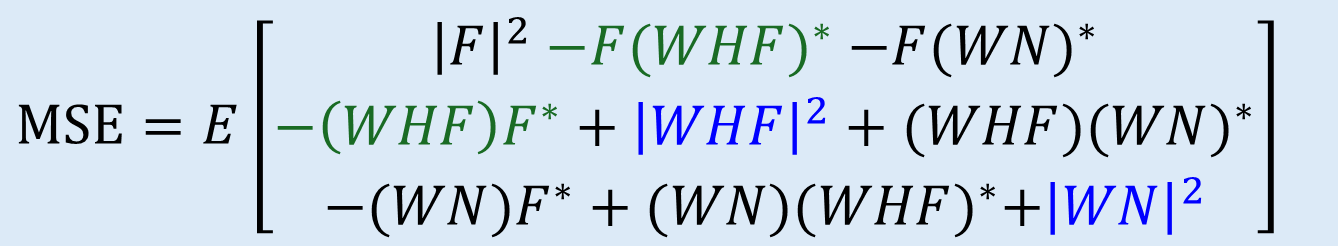 |F|² −F(WHF)* −F(WN)*
MSE = E [−(WHF)F* + |WHF|² + (WHF)(WN)*]
−(WN)F* + (WN)(WHF)*+|WN|²